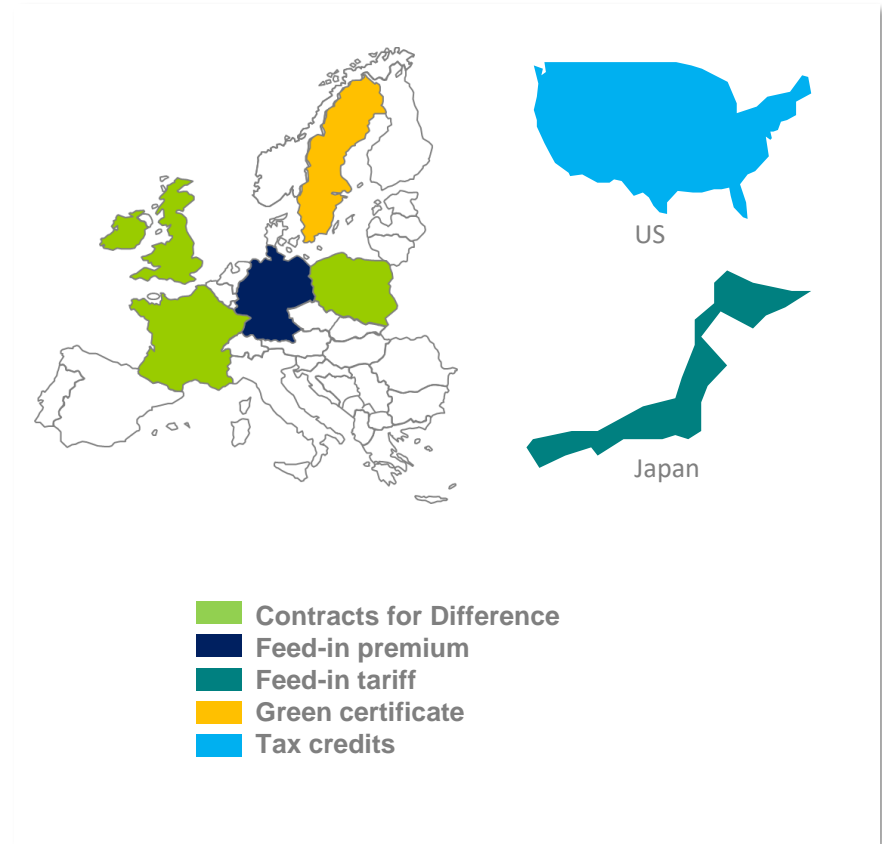 US
Japan
Contracts for Difference
Feed-in premium
Feed-in tariff
Green certificate
Tax credits